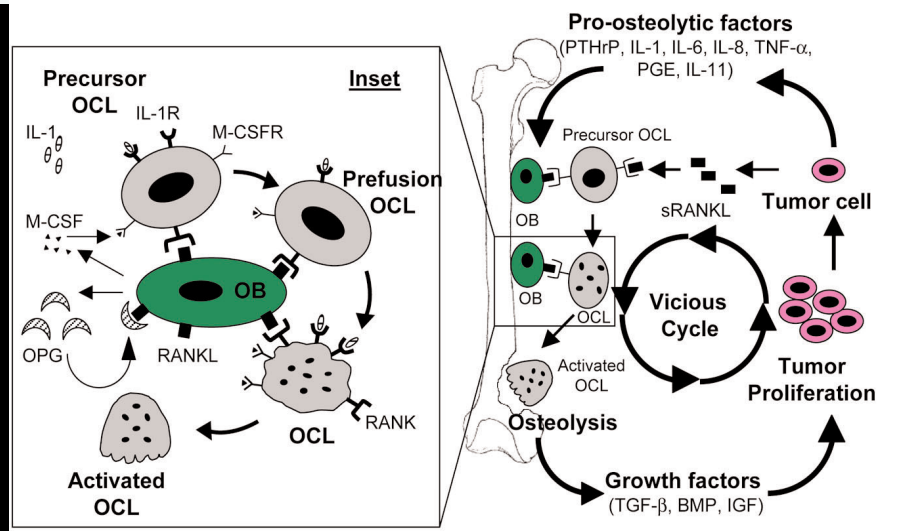 Precursor
OCL
Inset
IL-1R
IL-1
M-CSFR
Prefusion
OCL
M-CSF
OB
OPG
RANKL
RANK
OCL
Activated
OCL
Pro-osteolytic factors
(PTHrP, IL-1, IL-6, IL-8, TNF-α,
PGE, IL-11)
Precursor OCL
OB
sRANKL
Tumor cell
OB
OCL
Vicious
Cycle
Activated
OCL
Tumor
Proliferation
Osteolysis
Growth factors
(TGF-β, BMP, IGF)